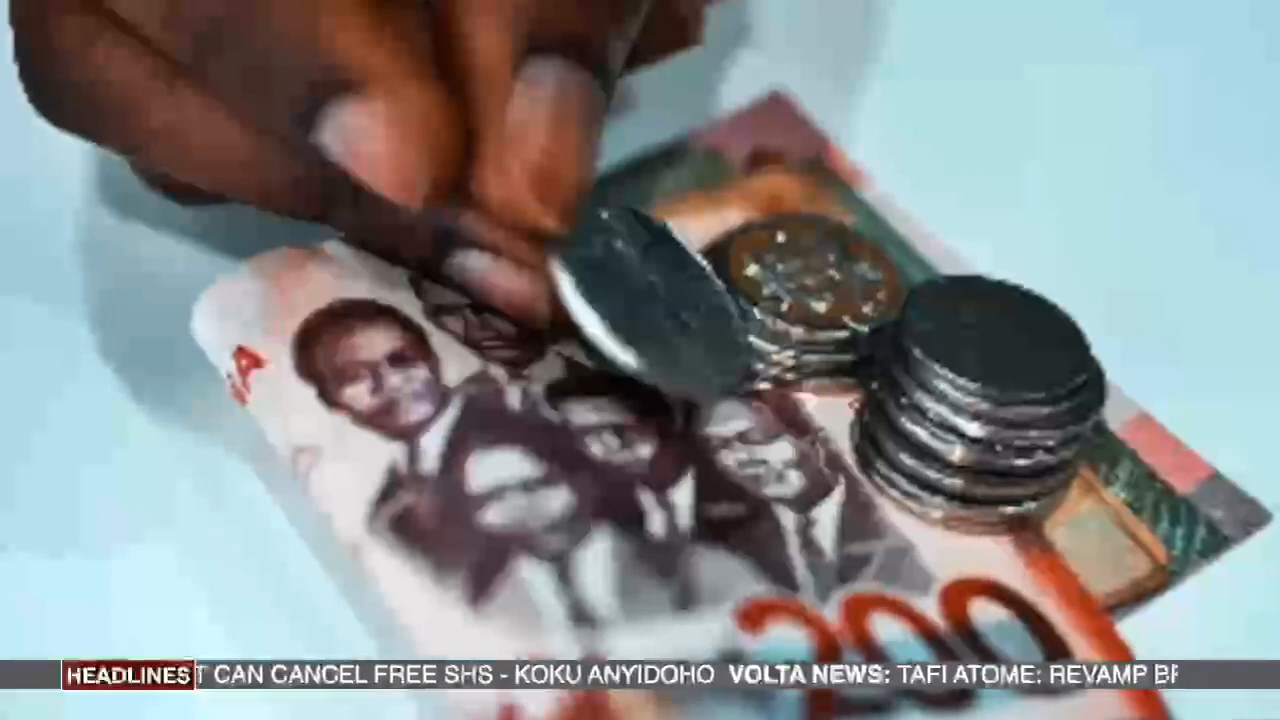 A
200
HEADLINES T CAN CANCEL FREE SHS - KOKU ANYIDOHO VOLTA NEWS: TAFI ATOME: REVAMP